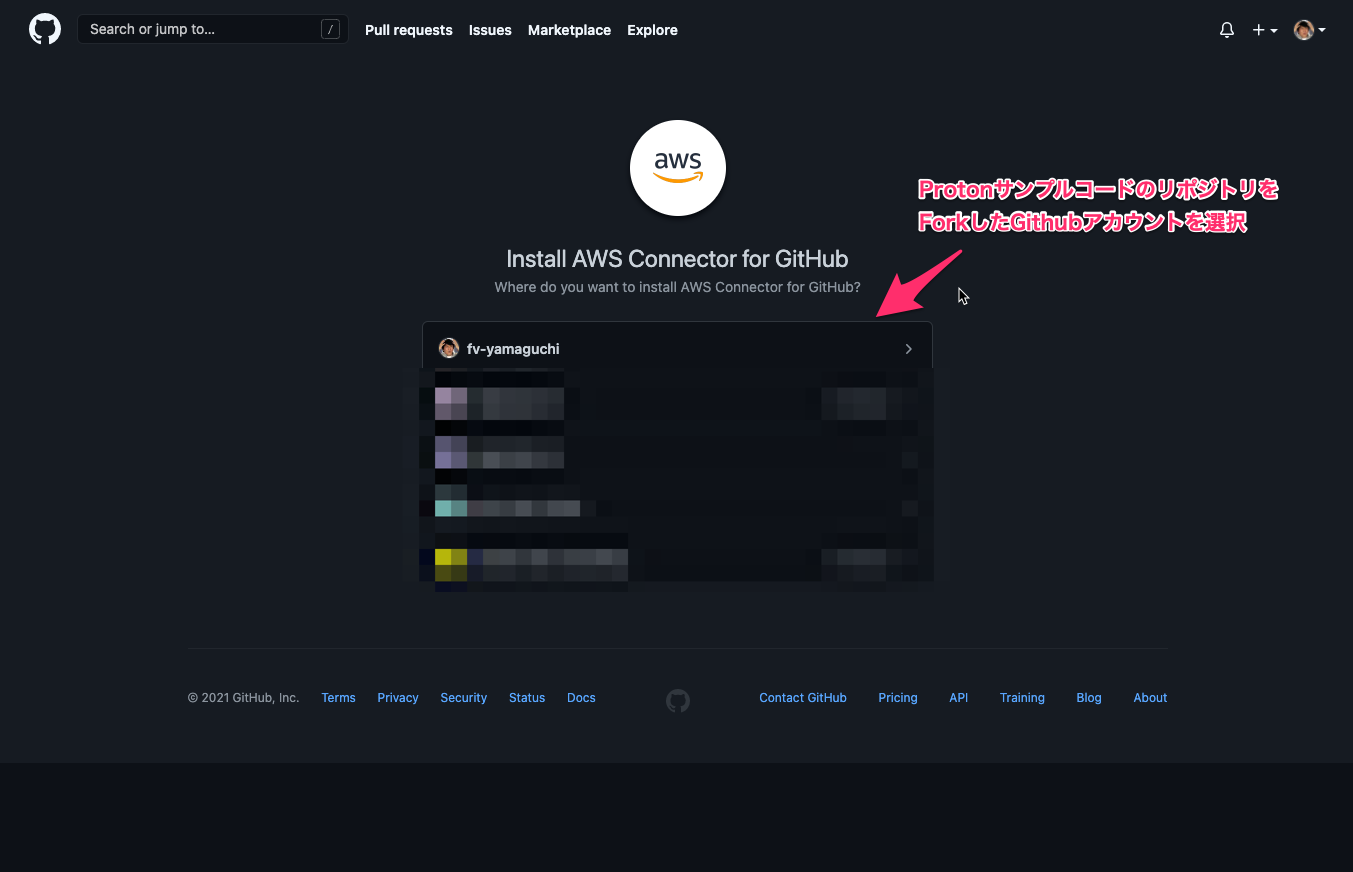 Search or jump to...
/
Pull requests
Issues
Marketplace
Explore
aws
Protonサンプルコードのリポジトリを
ForkしたGithubアカウントを選択
Install AWS Connector for GitHub
Where do you want to install AWS Connector for GitHub?
fv-yamaguchi
© 2021 GitHub, Inc.
Terms
Privacy
Security
Status
Docs
Contact GitHub
Pricing
API
Training
Blog
About